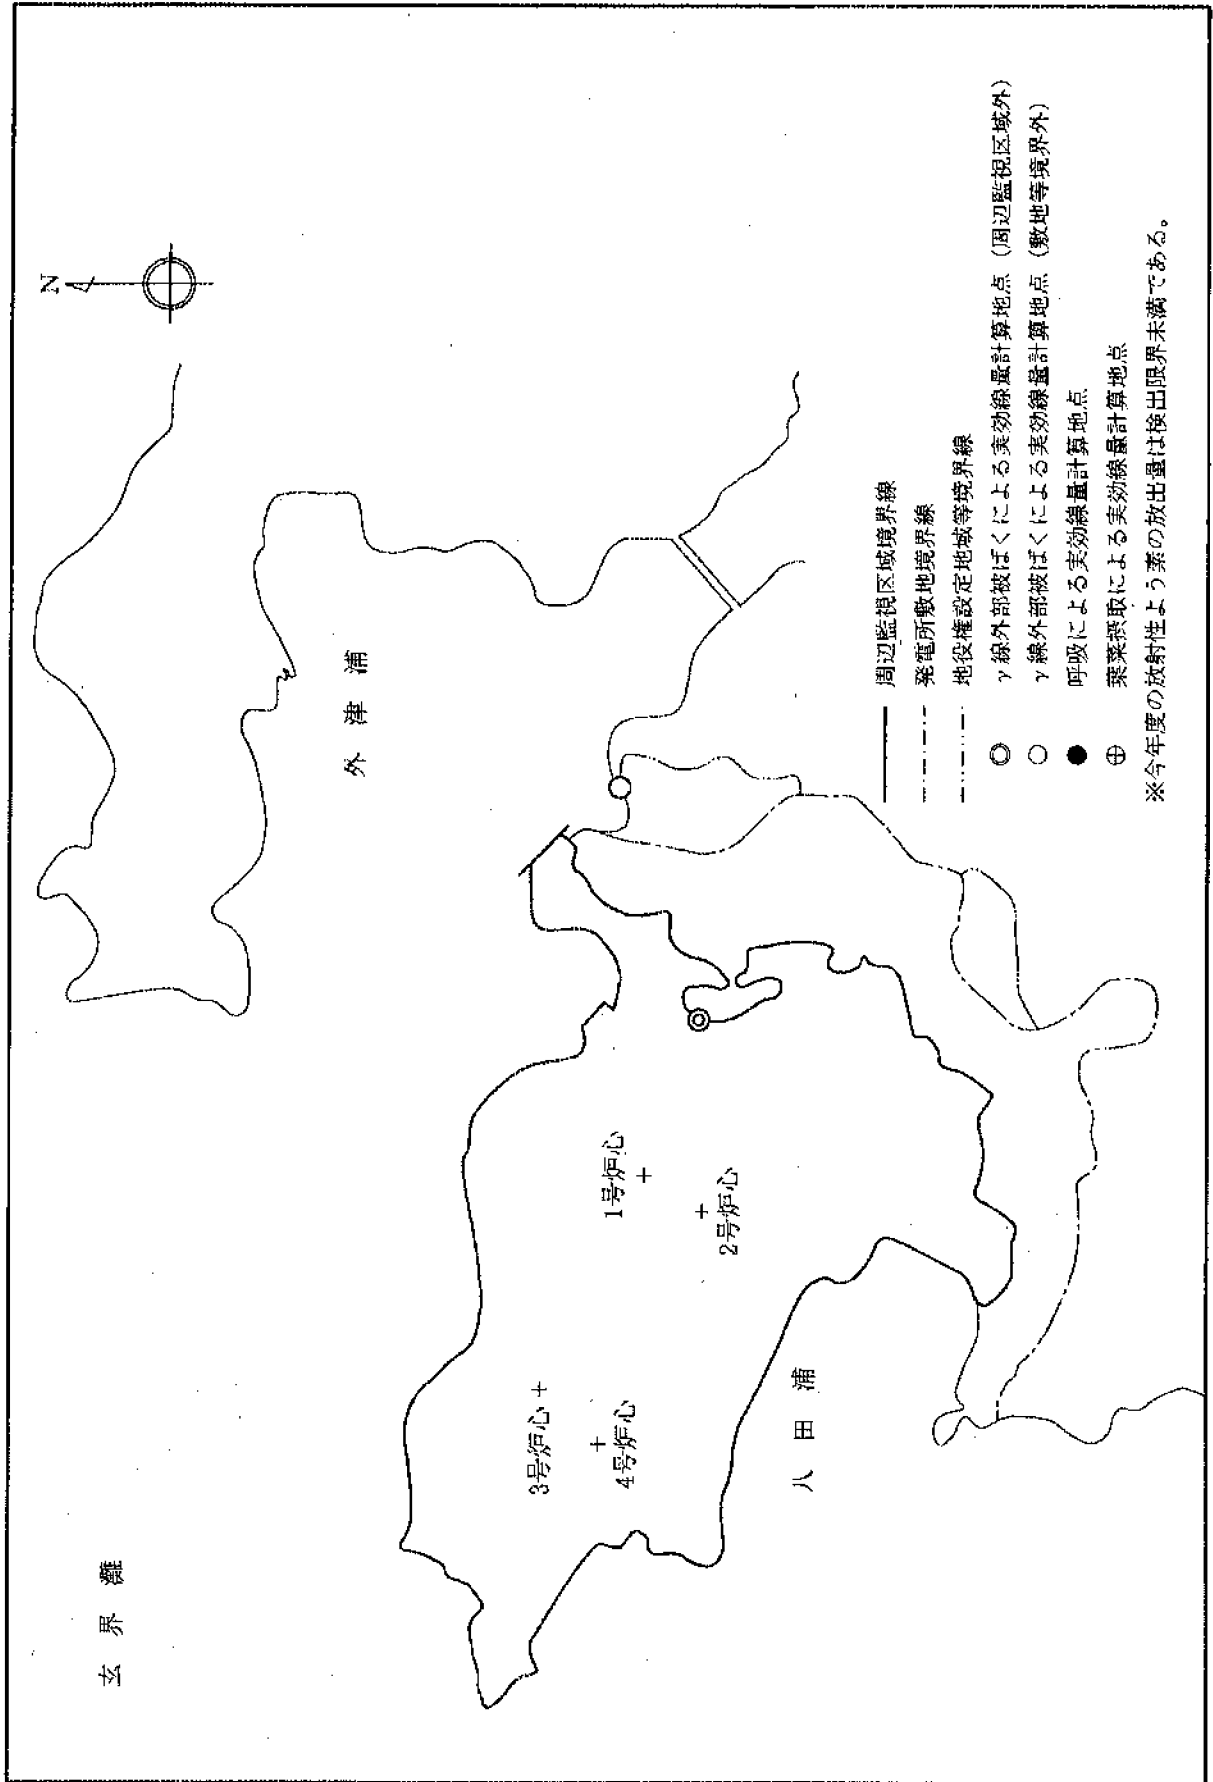 N
玄界灘
外津浦
1号炉心
2号炉心
3号炉心
4号炉心
八田浦
周辺監視区域境界線
発電所敷地境界線
地役権設定地域等境界線
◎ γ線外部被ばくによる実効線量計算地点（周辺監視区域外）
○ γ線外部被ばくによる実効線量計算地点（敷地等境界外）
● 呼吸による実効線量計算地点
⊕ 葉菜摂取による実効線量計算地点
※今年度の放射性よう素の放出量は検出限界未満である。